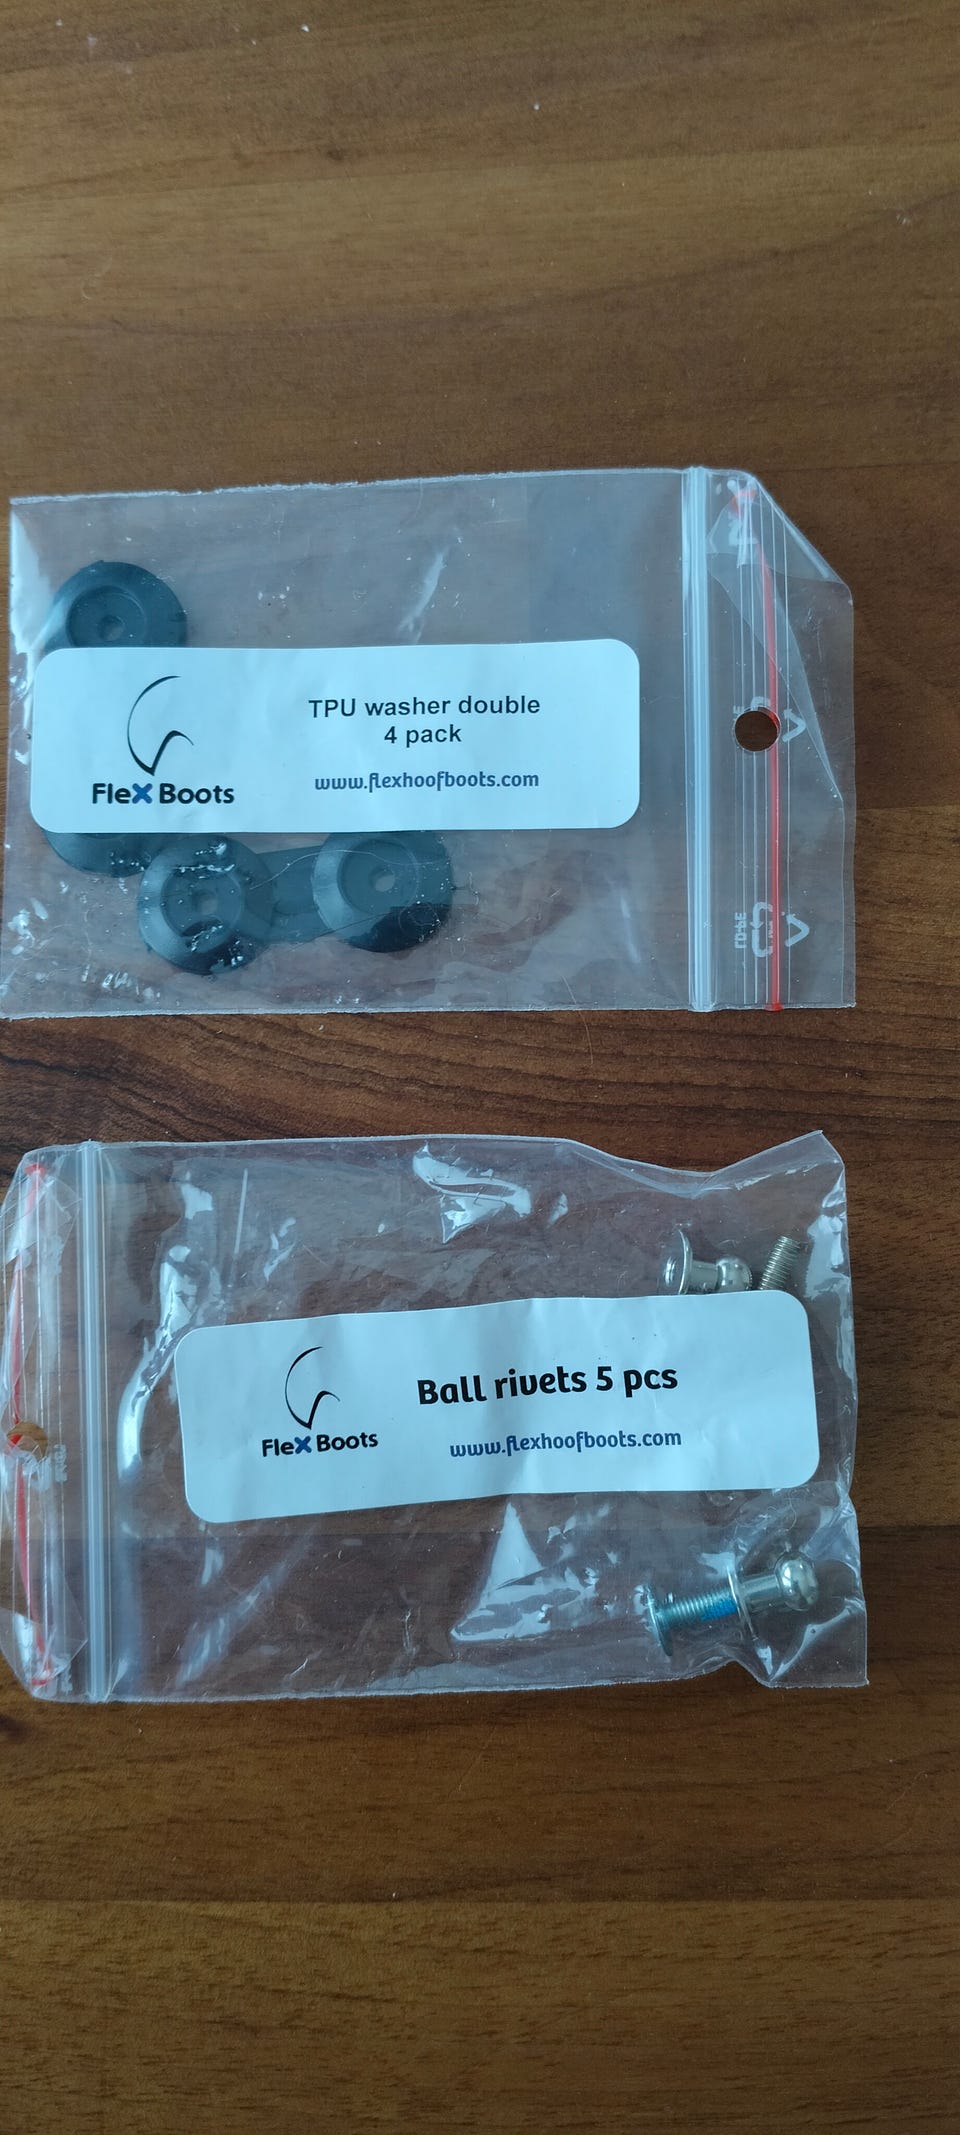 TPU washer double
4 pack
www.flexhoofboots.com
FleX Boots
Ball rivets 5 pcs
www.flexhoofboots.com
FleX Boots